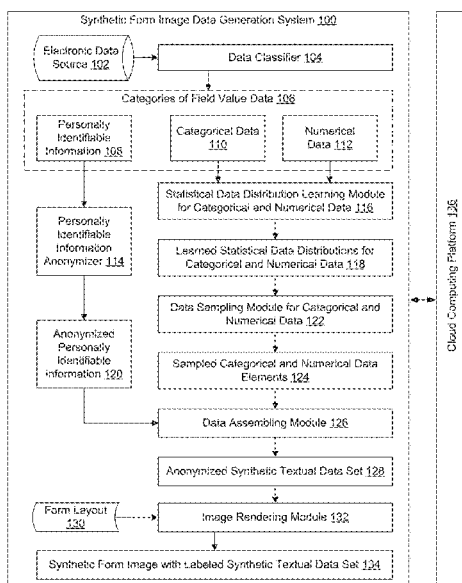 Synthetic Form Image Data Generation System 100
Electronic Data
Source 102
Data Classifier 104
Categories of Field Value Data 106
Personally
Identifiable
Information 108
Categorical Data
110
Numerical
Data 112
Statistical Data Distribution Learning Module
for Categorical and Numerical Data 116
Personally
Identifiable
Information
Anonymizer 114
Learned Statistical Data Distributions for
Categorical and Numerical Data 118
Data Sampling Module for Categorical and
Numerical Data 122
Anonymized
Personally
Identifiable
Information 120
Sampled Categorical and Numerical Data
Elements 124
Data Assembling Module 126
Anonymized Synthetic Textual Data Set 128
Form Layout
130
Image Rendering Module 132
Synthetic Form Image with Labeled Synthetic Textual Data Set 134
Cloud Computing Platform